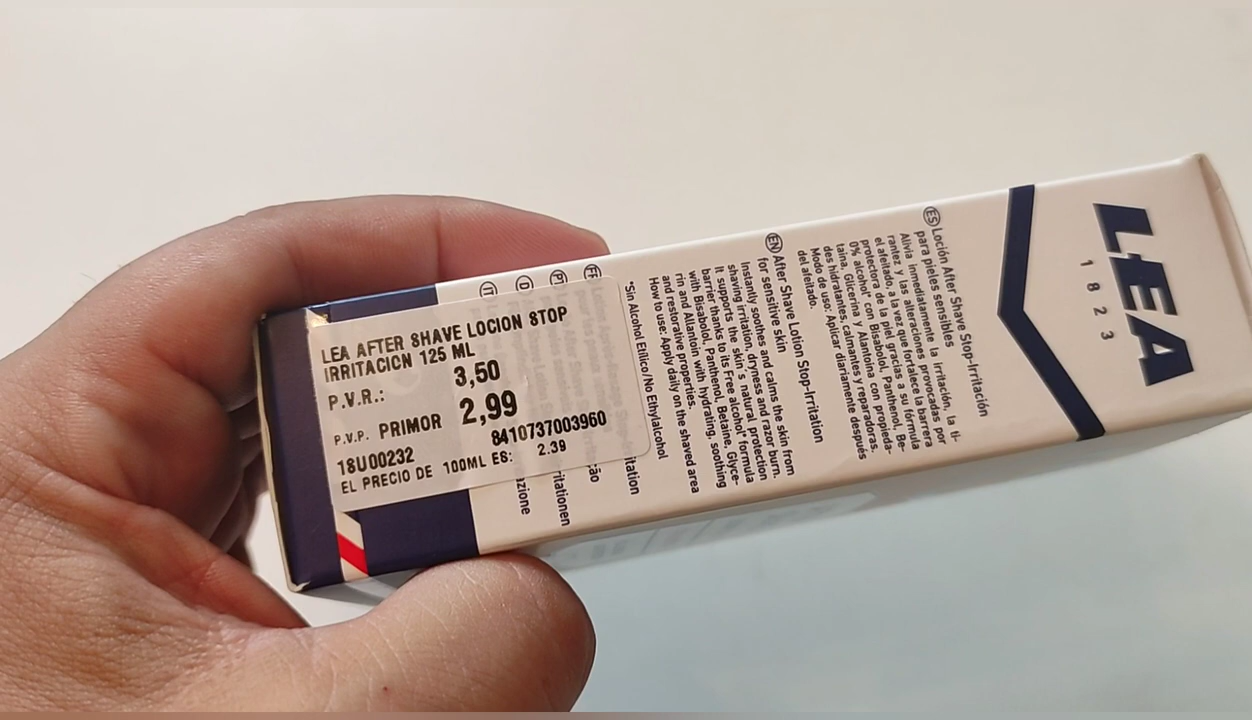 LEA
1823
ES Loción After Shave Stop-Irritación
para pieles sensibles
Alivia inmediatamente la irritación, la ti-
rantez y las alteraciones provocadas por
el afeitado, a la vez que fortalece la barrera
protectora de la piel gracias a su fórmula
0% alcohol* con Bisabolol, Panthenol, Be-
taína, Glicerina y Alantoína con propieda-
des hidratantes, calmantes y reparadoras.
Modo de uso: Aplicar diariamente después
del afeitado.
EN After Shave Lotion Stop-Irritation
for sensitive skin
Instantly soothes and calms the skin from
shaving irritation, dryness and razor burn.
It supports the skin´s natural protection
barrier thanks to its Free alcohol* formula
with Bisabolol, Panthenol, Betaine, Glyce-
rin and Allantoin with hydrating, soothing
and restorative properties.
How to use: Apply daily on the shaved area
*Sin Alcohol Etílico/No Ethylalcohol
FR
PT
D
IT
LEA AFTER SHAVE LOCION STOP
IRRITACICN 125 ML
P.V.R.: 3,50
P.V.P. PRIMOR 2,99
18U00232 8410737003960
EL PRECIO DE 100ML ES: 2.39